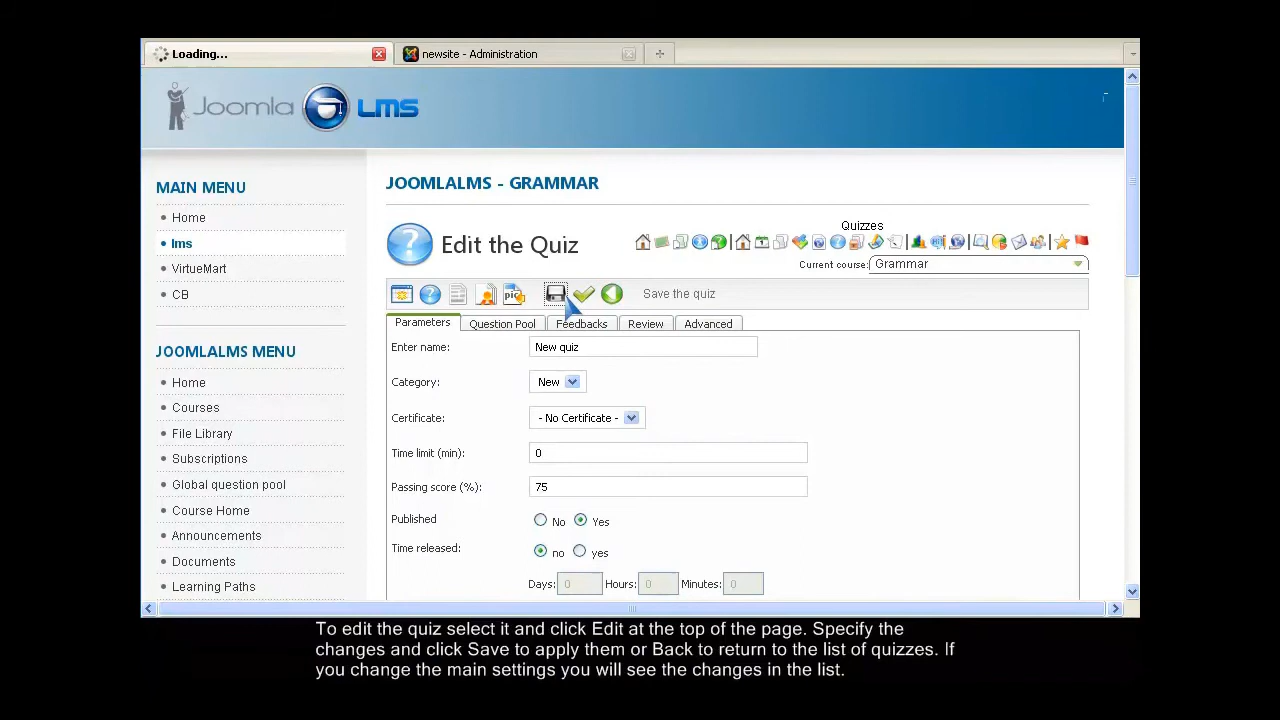 Loading...
newsite - Administration
Joomla LMS
MAIN MENU
Home
lms
VirtueMart
CB
JOOMLALMS MENU
Home
Courses
File Library
Subscriptions
Global question pool
Course Home
Announcements
Documents
Learning Paths
JOOMLALMS - GRAMMAR
Edit the Quiz
Quizzes
Current course: Grammar
Save the quiz
Parameters Question Pool Feedbacks Review Advanced
Enter name: New quiz
Category: New
Certificate: - No Certificate -
Time limit (min): 0
Passing score (%): 75
Published No Yes
Time released: no yes
Days: 0 Hours: 0 Minutes: 0
To edit the quiz select it and click Edit at the top of the page. Specify the
changes and click Save to apply them or Back to return to the list of quizzes. If
you change the main settings you will see the changes in the list.